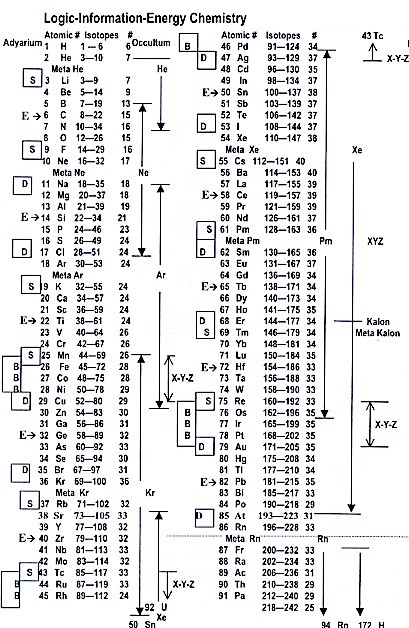 Logic-Information-Energy Chemistry
Atomic # Isotopes #
Adyarium 1 H 1—6 6 Occultum
2 He 3—10 7
Meta He He
S 3 Li 3—9 7
4 Be 5—14 9
5 B 7—19 13
E→ 6 C 8—22 15
7 N 10—34 16
8 O 12—26 15
S 9 F 14—29 16
10 Ne 16—32 17
Meta Ne Ne
D 11 Na 18—35 18
12 Mg 20—37 18
13 Al 21—39 19
E→ 14 Si 22—34 21
15 P 24—46 23
16 S 26—49 24
D 17 Cl 28—51 24
18 Ar 30—53 24
Meta Ar Ar
S 19 K 32—55 24
20 Ca 34—57 24
21 Sc 36—59 24
E→ 22 Ti 38—61 24
23 V 40—64 26
24 Cr 42—67 26
S 25 Mn 44—69 26
B 26 Fe 45—72 28
B 27 Co 48—75 28
B 28 Ni 50—78 29
D 29 Cu 52—80 29
X-Y-Z
30 Zn 54—83 30
31 Ga 56—86 31
E→ 32 Ge 58—89 32
33 As 60—92 33
34 Se 65—94 33
D 35 Br 67—97 31
36 Kr 69—100 36
Meta Kr Kr
S 37 Rb 71—102 32
38 Sr 73—105 33
39 Y 77—108 32
E→ 40 Zr 79—110 32
41 Nb 81—113 33
42 Mo 83—114 32
S 43 Tc 85—117 33
B 44 Ru 87—119 33
X-Y-Z
B 45 Rh 89—112 24
92 U
Xe
50 Sn
Atomic # Isotopes #
43 Tc
B 46 Pd 91—124 34
D 47 Ag 93—129 37
X-Y-Z
48 Cd 96—130 35
49 In 98—134 37
E→ 50 Sn 100—137 38
51 Sb 103—139 37
52 Te 106—142 37
D 53 I 108—144 37
54 Xe 110—147 38
Meta Xe Xe
S 55 Cs 112—151 40
56 Ba 114—153 40
57 La 117—155 39
E→ 58 Ce 119—157 39
59 Pr 121—159 39
60 Nd 126—161 37
S 61 Pm 128—163 36
Meta Pm Pm
XYZ
D 62 Sm 130—165 36
63 Eu 131—167 37
64 Gd 136—169 34
E→ 65 Tb 138—171 34
66 Dy 140—173 34
67 Ho 141—175 35
D 68 Er 144—177 34
Kalon
S 69 Tm 146—179 34
Meta Kalon
70 Yb 148—181 34
71 Lu 150—184 35
E→ 72 Hf 154—186 33
73 Ta 156—188 33
74 W 158—190 33
S 75 Re 160—192 33
B 76 Os 162—196 35
B 77 Ir 165—199 35
X-Y-Z
B 78 Pt 168—202 35
D 79 Au 171—205 35
80 Hg 175—208 34
81 Tl 177—210 34
E→ 82 Pb 181—215 35
83 Bl 185—217 33
84 Po 190—218 29
D 85 At 193—223 31
86 Rn 196—228 33
Meta Rn Rn
87 Fr 200—232 33
88 Ra 202—234 33
89 Ac 206—236 31
90 Th 210—238 29
91 Pa 212—240 29
218—242 25
94 Rn 172 H